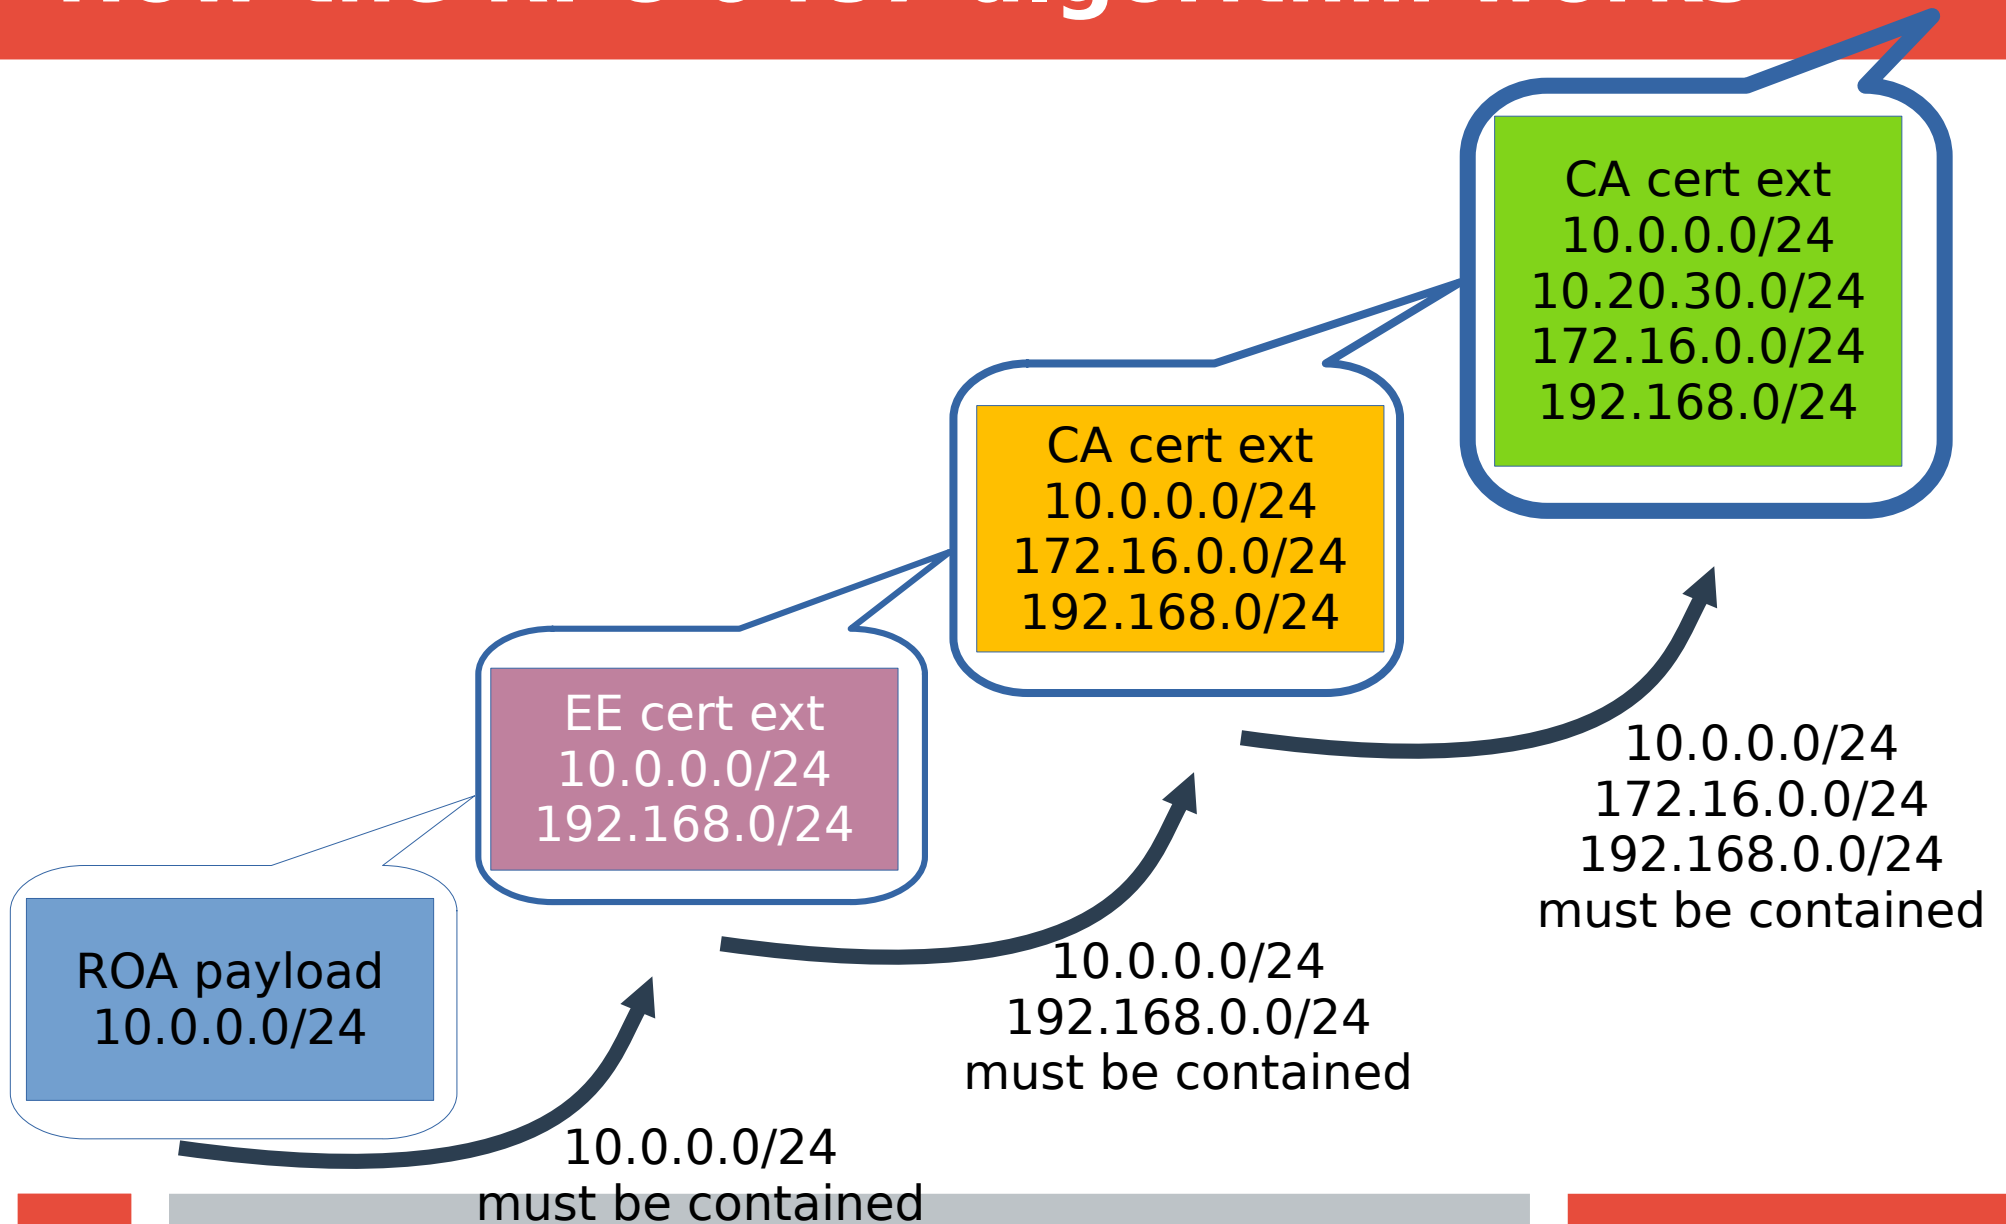 How the algorithm works
CA cert ext
10.0.0.0/24
10.20.30.0/24
172.16.0.0/24
192.168.0/24
CA cert ext
10.0.0.0/24
172.16.0.0/24
192.168.0/24
EE cert ext
10.0.0.0/24
192.168.0/24
ROA payload
10.0.0.0/24
10.0.0.0/24
must be contained
10.0.0.0/24
192.168.0.0/24
must be contained
10.0.0.0/24
172.16.0.0/24
192.168.0.0/24
must be contained